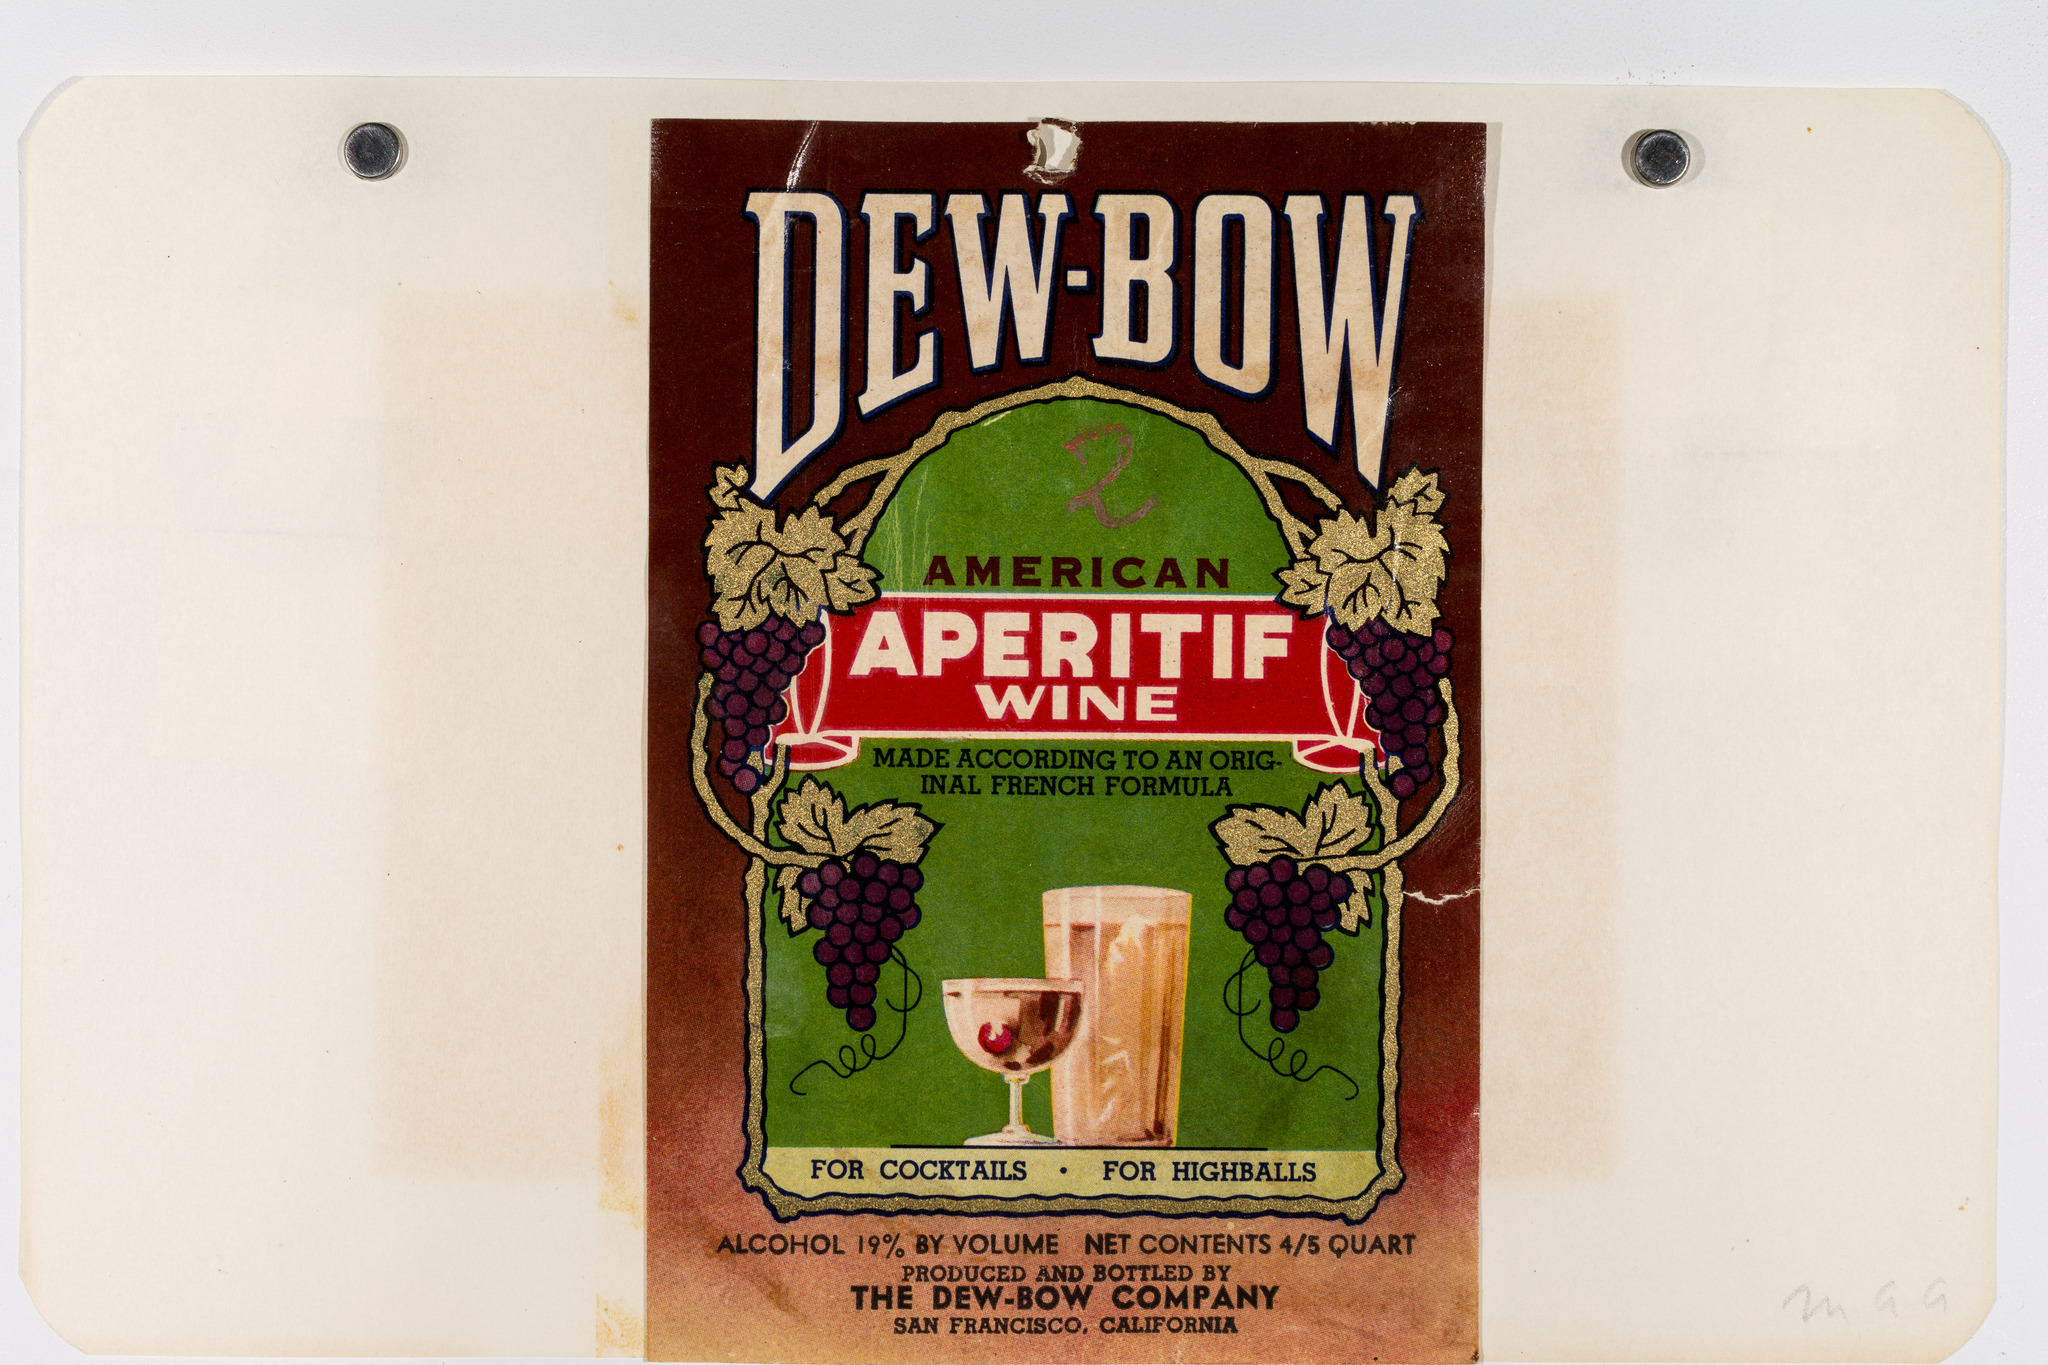 DEW-BOW
2
AMERICAN
APERITIF
WINE
MADE ACCORDING TO AN ORIG-
INAL FRENCH FORMULA
FOR COCKTAILS • FOR HIGHBALLS
ALCOHOL 19% BY VOLUME NET CONTENTS 4/5 QUART
PRODUCED AND BOTTLED BY
THE DEW-BOW COMPANY
SAN FRANCISCO, CALIFORNIA